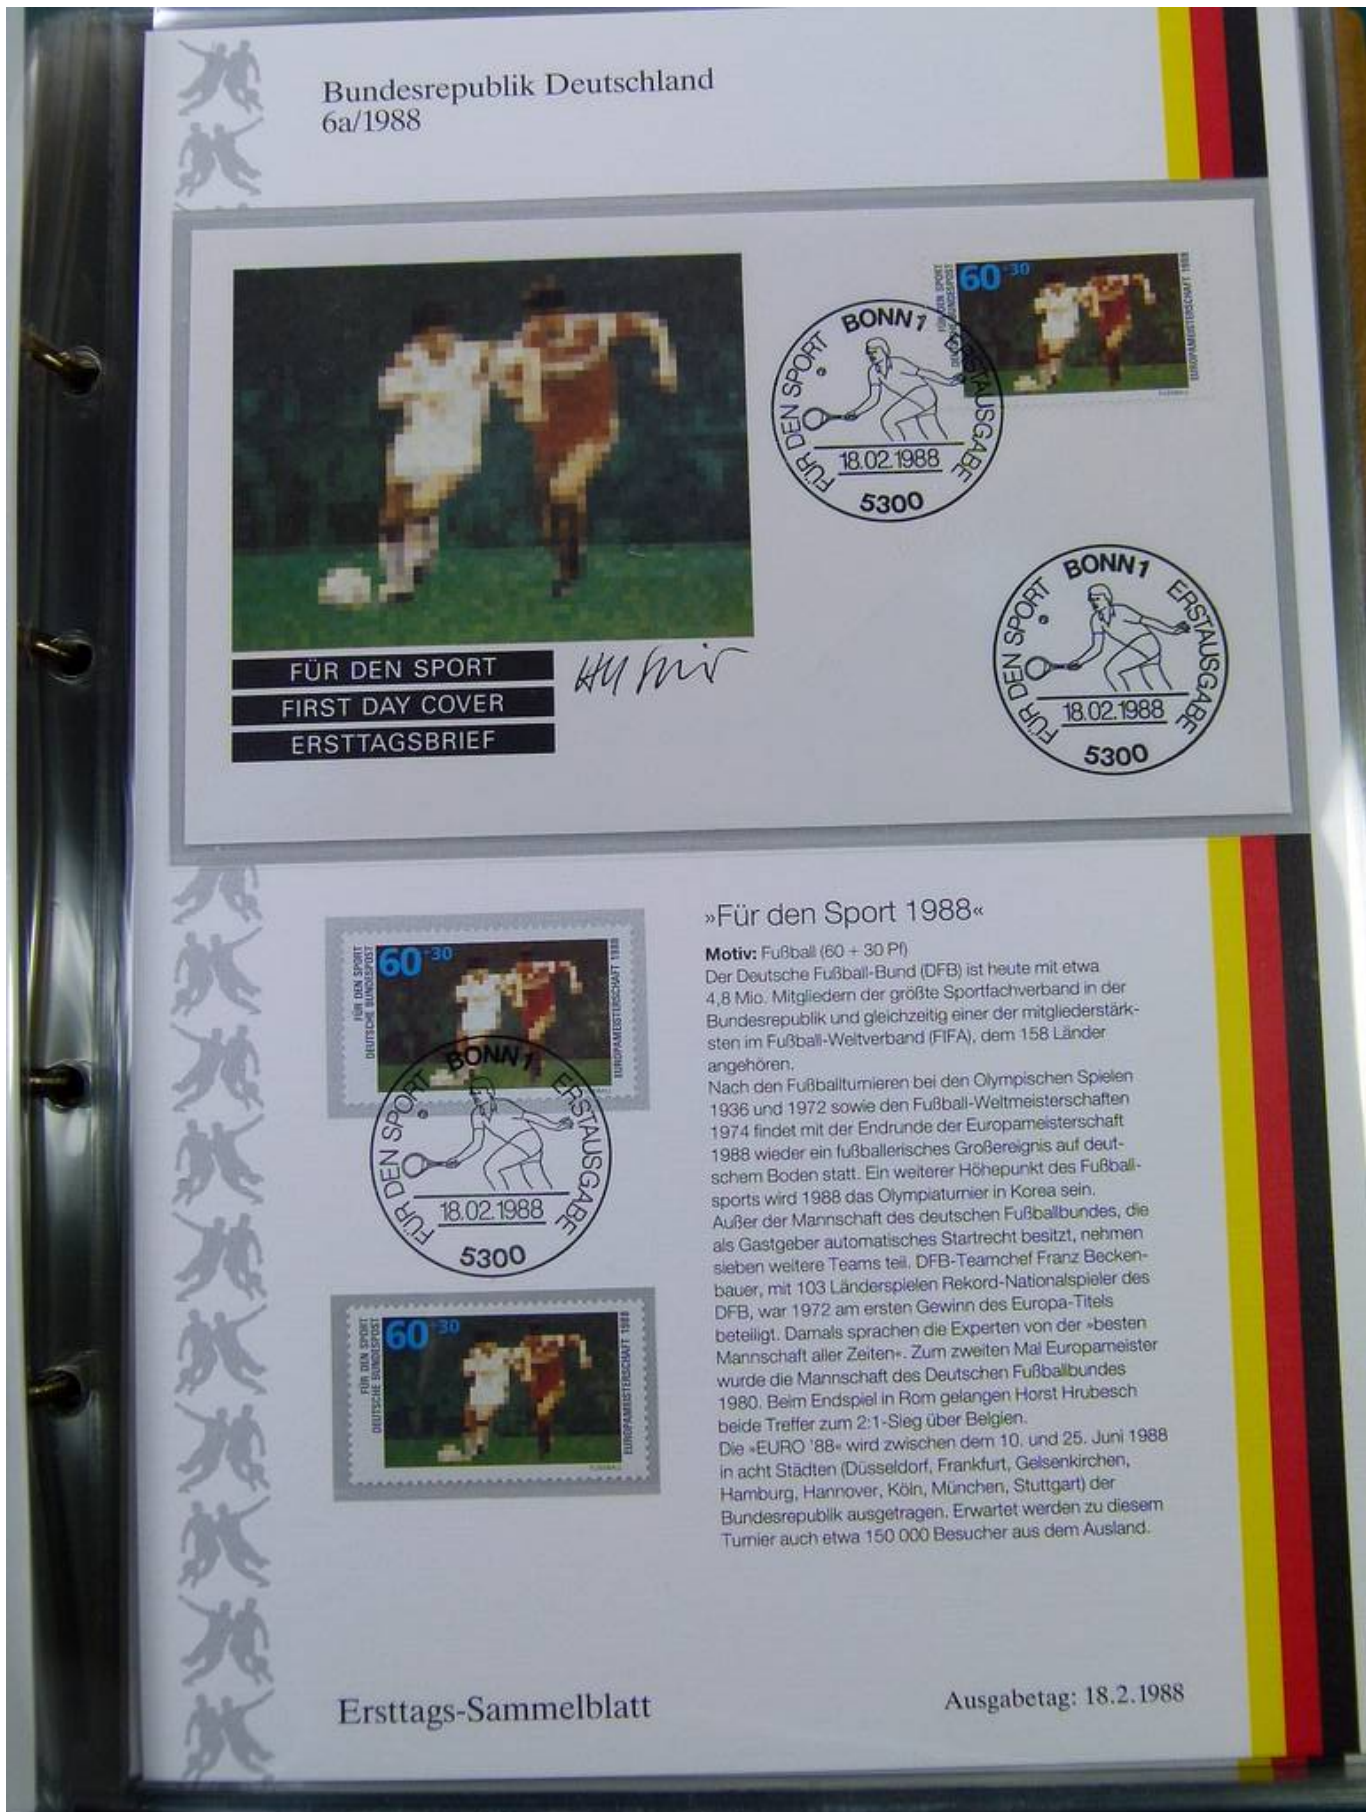 Bundesrepublik Deutschland
6a/1988
60+30
FÜR DEN SPORT
DEUTSCHE BUNDESPOST
EUROPAMEISTERSCHAFT 1988
BONN 1
FÜR DEN SPORT
ERSTAUSGABE
18.02.1988
5300
BONN 1
FÜR DEN SPORT
ERSTAUSGABE
18.02.1988
5300
FÜR DEN SPORT
FIRST DAY COVER
ERSTTAGSBRIEF
60+30
FÜR DEN SPORT
DEUTSCHE BUNDESPOST
EUROPAMEISTERSCHAFT 1988
BONN 1
FÜR DEN SPORT
ERSTAUSGABE
18.02.1988
5300
60+30
FÜR DEN SPORT
DEUTSCHE BUNDESPOST
EUROPAMEISTERSCHAFT 1988
»Für den Sport 1988«
Motiv: Fußball (60 + 30 Pf)
Der Deutsche Fußball-Bund (DFB) ist heute mit etwa
4,8 Mio. Mitgliedern der größte Sportfachverband in der
Bundesrepublik und gleichzeitig einer der mitgliederstärk-
sten im Fußball-Weltverband (FIFA), dem 158 Länder
angehören.
Nach den Fußballturnieren bei den Olympischen Spielen
1936 und 1972 sowie den Fußball-Weltmeisterschaften
1974 findet mit der Endrunde der Europameisterschaft
1988 wieder ein fußballerisches Großereignis auf deut-
schem Boden statt. Ein weiterer Höhepunkt des Fußball-
sports wird 1988 das Olympiaturnier in Korea sein.
Außer der Mannschaft des deutschen Fußballbundes, die
als Gastgeber automatisches Startrecht besitzt, nehmen
sieben weitere Teams teil. DFB-Teamchef Franz Becken-
bauer, mit 103 Länderspielen Rekord-Nationalspieler des
DFB, war 1972 am ersten Gewinn des Europa-Titels
beteiligt. Damals sprachen die Experten von der »besten
Mannschaft aller Zeiten«. Zum zweiten Mal Europameister
wurde die Mannschaft des Deutschen Fußballbundes
1980. Beim Endspiel in Rom gelangen Horst Hrubesch
beide Treffer zum 2:1-Sieg über Belgien.
Die »EURO '88« wird zwischen dem 10. und 25. Juni 1988
in acht Städten (Düsseldorf, Frankfurt, Gelsenkirchen,
Hamburg, Hannover, Köln, München, Stuttgart) der
Bundesrepublik ausgetragen. Erwartet werden zu diesem
Turnier auch etwa 150 000 Besucher aus dem Ausland.
Ersttags-Sammelblatt
Ausgabetag: 18.2.1988